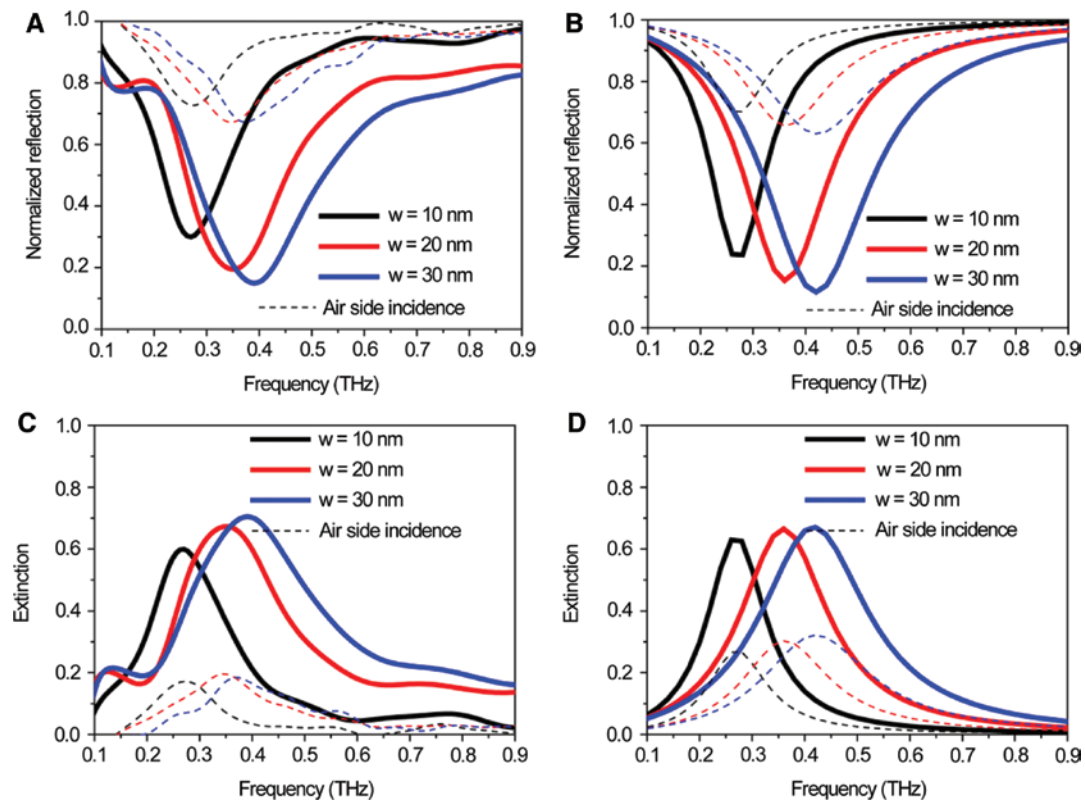 A
1.0
0.8
0.6
0.4
0.2
0.0
Normalized reflection
w = 10 nm
w = 20 nm
w = 30 nm
Air side incidence
0.1 0.2 0.3 0.4 0.5 0.6 0.7 0.8 0.9
Frequency (THz)
B
1.0
0.8
0.6
0.4
0.2
0.0
Normalized reflection
w = 10 nm
w = 20 nm
w = 30 nm
Air side incidence
0.1 0.2 0.3 0.4 0.5 0.6 0.7 0.8 0.9
Frequency (THz)
C
1.0
0.8
0.6
0.4
0.2
0.0
Extinction
w = 10 nm
w = 20 nm
w = 30 nm
Air side incidence
0.1 0.2 0.3 0.4 0.5 0.6 0.7 0.8 0.9
Frequency (THz)
D
1.0
0.8
0.6
0.4
0.2
0.0
Extinction
w = 10 nm
w = 20 nm
w = 30 nm
Air side incidence
0.1 0.2 0.3 0.4 0.5 0.6 0.7 0.8 0.9
Frequency (THz)